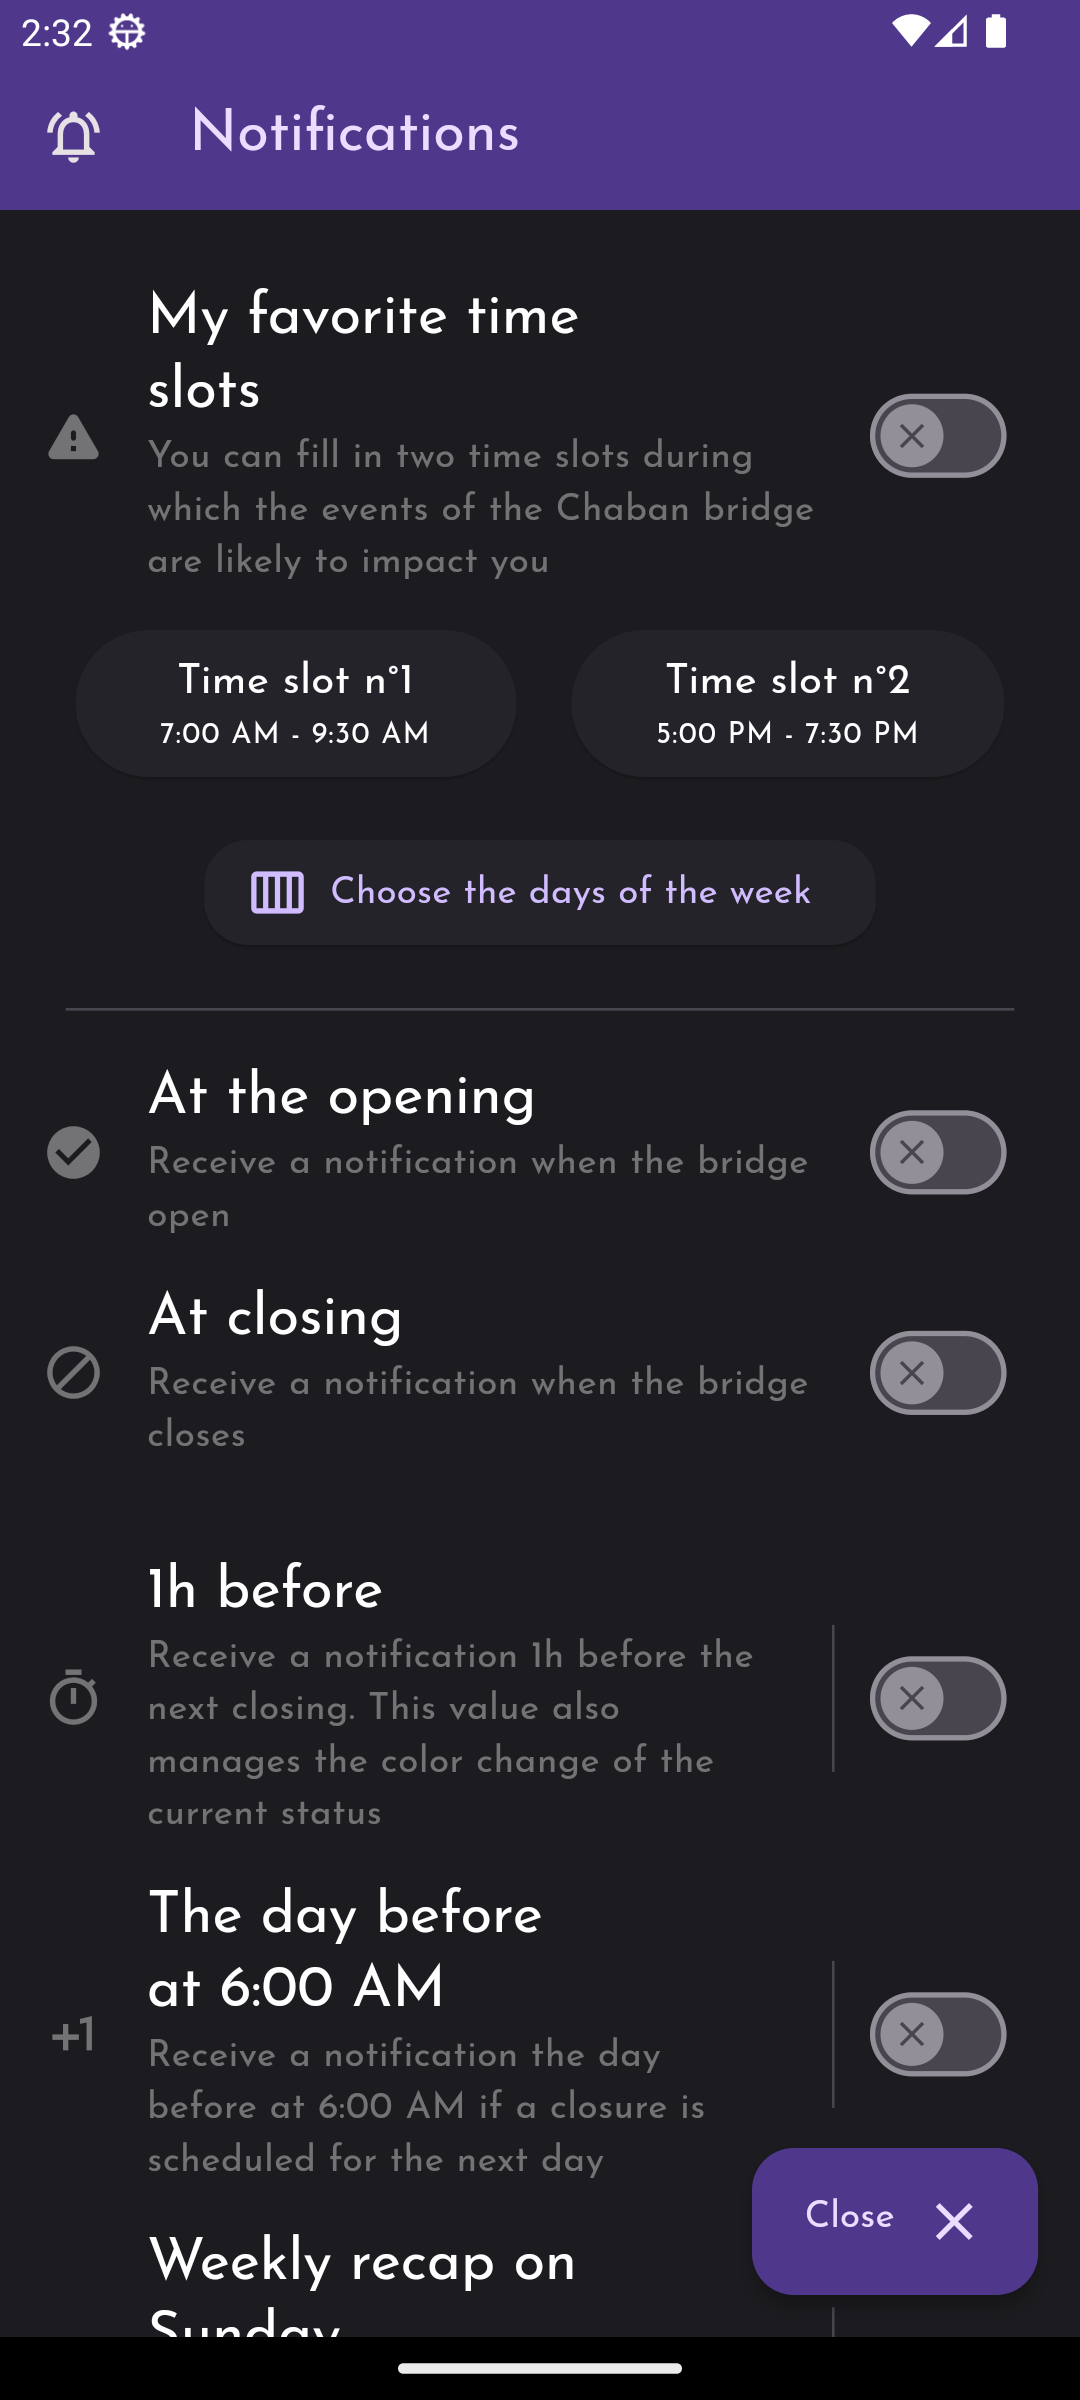 2:32
Notifications
My favorite time
slots
You can fill in two time slots during
which the events of the Chaban bridge
are likely to impact you
Time slot n°1
7:00 AM - 9:30 AM
Time slot n°2
5:00 PM - 7:30 PM
Choose the days of the week
At the opening
Receive a notification when the bridge
open
At closing
Receive a notification when the bridge
closes
1h before
Receive a notification 1h before the
next closing. This value also
manages the color change of the
current status
The day before
at 6:00 AM
+1
Receive a notification the day
before at 6:00 AM if a closure is
scheduled for the next day
Close
Weekly recap on
Sunday